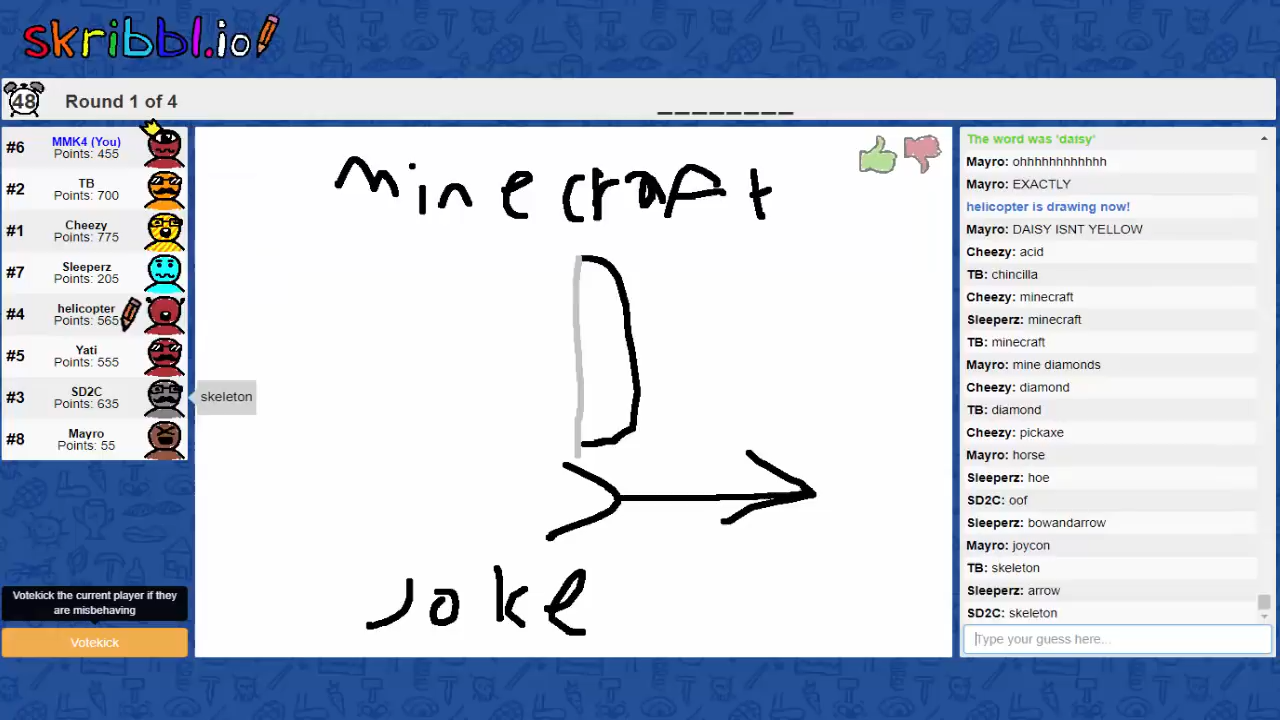 skribbl.io
48 Round 1 of 4 ________
#6 MMK4 (You) Points: 455
#2 TB Points: 700
#1 Cheezy Points: 775
#7 Sleeperz Points: 205
#4 helicopter Points: 565
#5 Yati Points: 555
#3 SD2C Points: 635
skeleton
#8 Mayro Points: 55
Votekick the current player if they
are misbehaving
Votekick
minecraft
Joke
The word was 'daisy'
Mayro: ohhhhhhhhhhhh
Mayro: EXACTLY
helicopter is drawing now!
Mayro: DAISY ISNT YELLOW
Cheezy: acid
TB: chincilla
Cheezy: minecraft
Sleeperz: minecraft
TB: minecraft
Mayro: mine diamonds
Cheezy: diamond
TB: diamond
Cheezy: pickaxe
Mayro: horse
Sleeperz: hoe
SD2C: oof
Sleeperz: bowandarrow
Mayro: joycon
TB: skeleton
Sleeperz: arrow
SD2C: skeleton
Type your guess here...